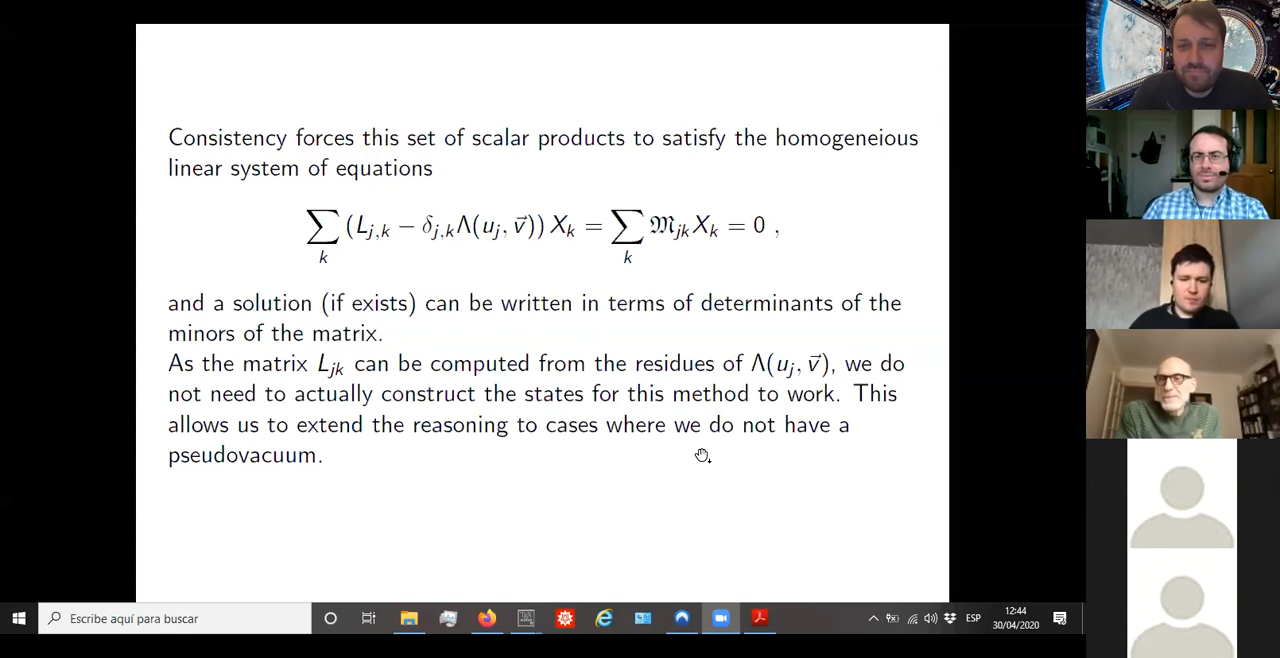 Consistency forces this set of scalar products to satisfy the homogeneious
linear system of equations
∑_k (L_{j,k} − δ_{j,k}Λ(u_j, v⃗)) X_k = ∑_k 𝔐_{jk}X_k = 0 ,
and a solution (if exists) can be written in terms of determinants of the
minors of the matrix.
As the matrix L_{jk} can be computed from the residues of Λ(u_j, v⃗), we do
not need to actually construct the states for this method to work. This
allows us to extend the reasoning to cases where we do not have a
pseudovacuum.
Escribe aquí para buscar
ESP
12:44
30/04/2020